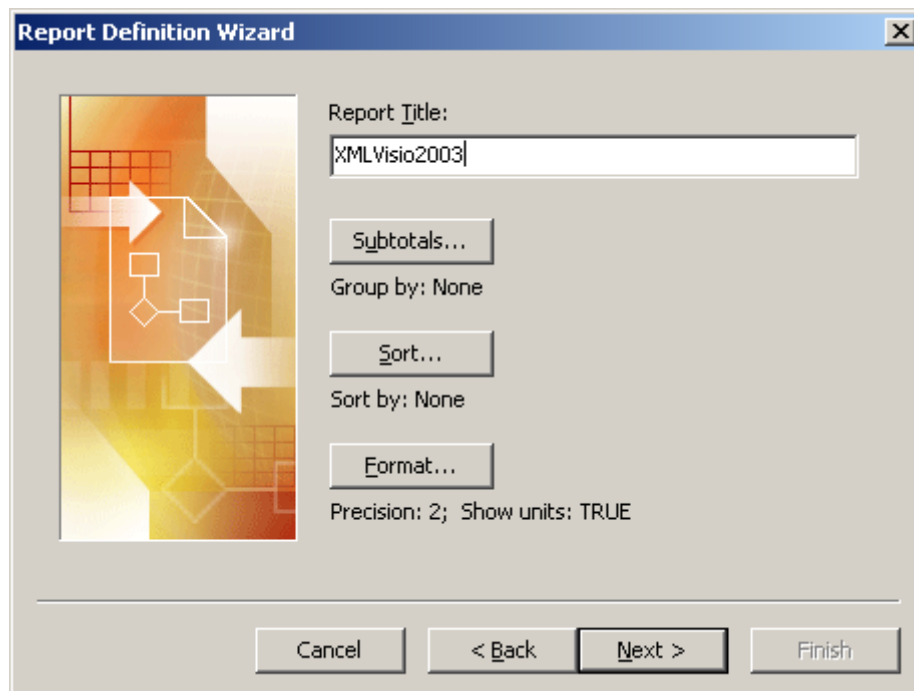 Report Definition Wizard
Report Title:
XMLVisio2003
Subtotals...
Group by: None
Sort...
Sort by: None
Format...
Precision: 2; Show units: TRUE
Cancel
< Back
Next >
Finish